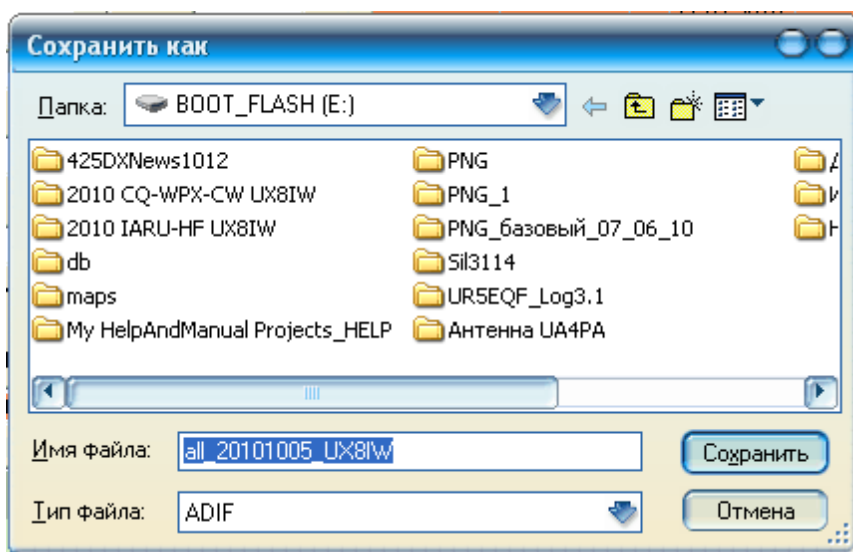 Сохранить как
Папка: BOOT_FLASH (E:)
425DXNews1012
2010 CQ-WPX-CW UX8IW
2010 IARU-HF UX8IW
db
maps
My HelpAndManual Projects_HELP
PNG
PNG_1
PNG_базовый_07_06_10
SiI3114
UR5EQF_Log3.1
Антенна UA4PA
Имя файла: all_20101005_UX8IW
Сохранить
Тип файла: ADIF
Отмена